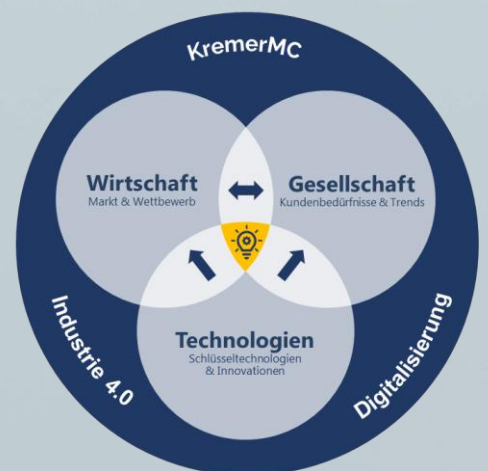 KremerMC
Wirtschaft
Markt & Wettbewerb
Gesellschaft
Kundenbedürfnisse & Trends
Technologien
Schlüsseltechnologien
& Innovationen
Industrie 4.0
Digitalisierung